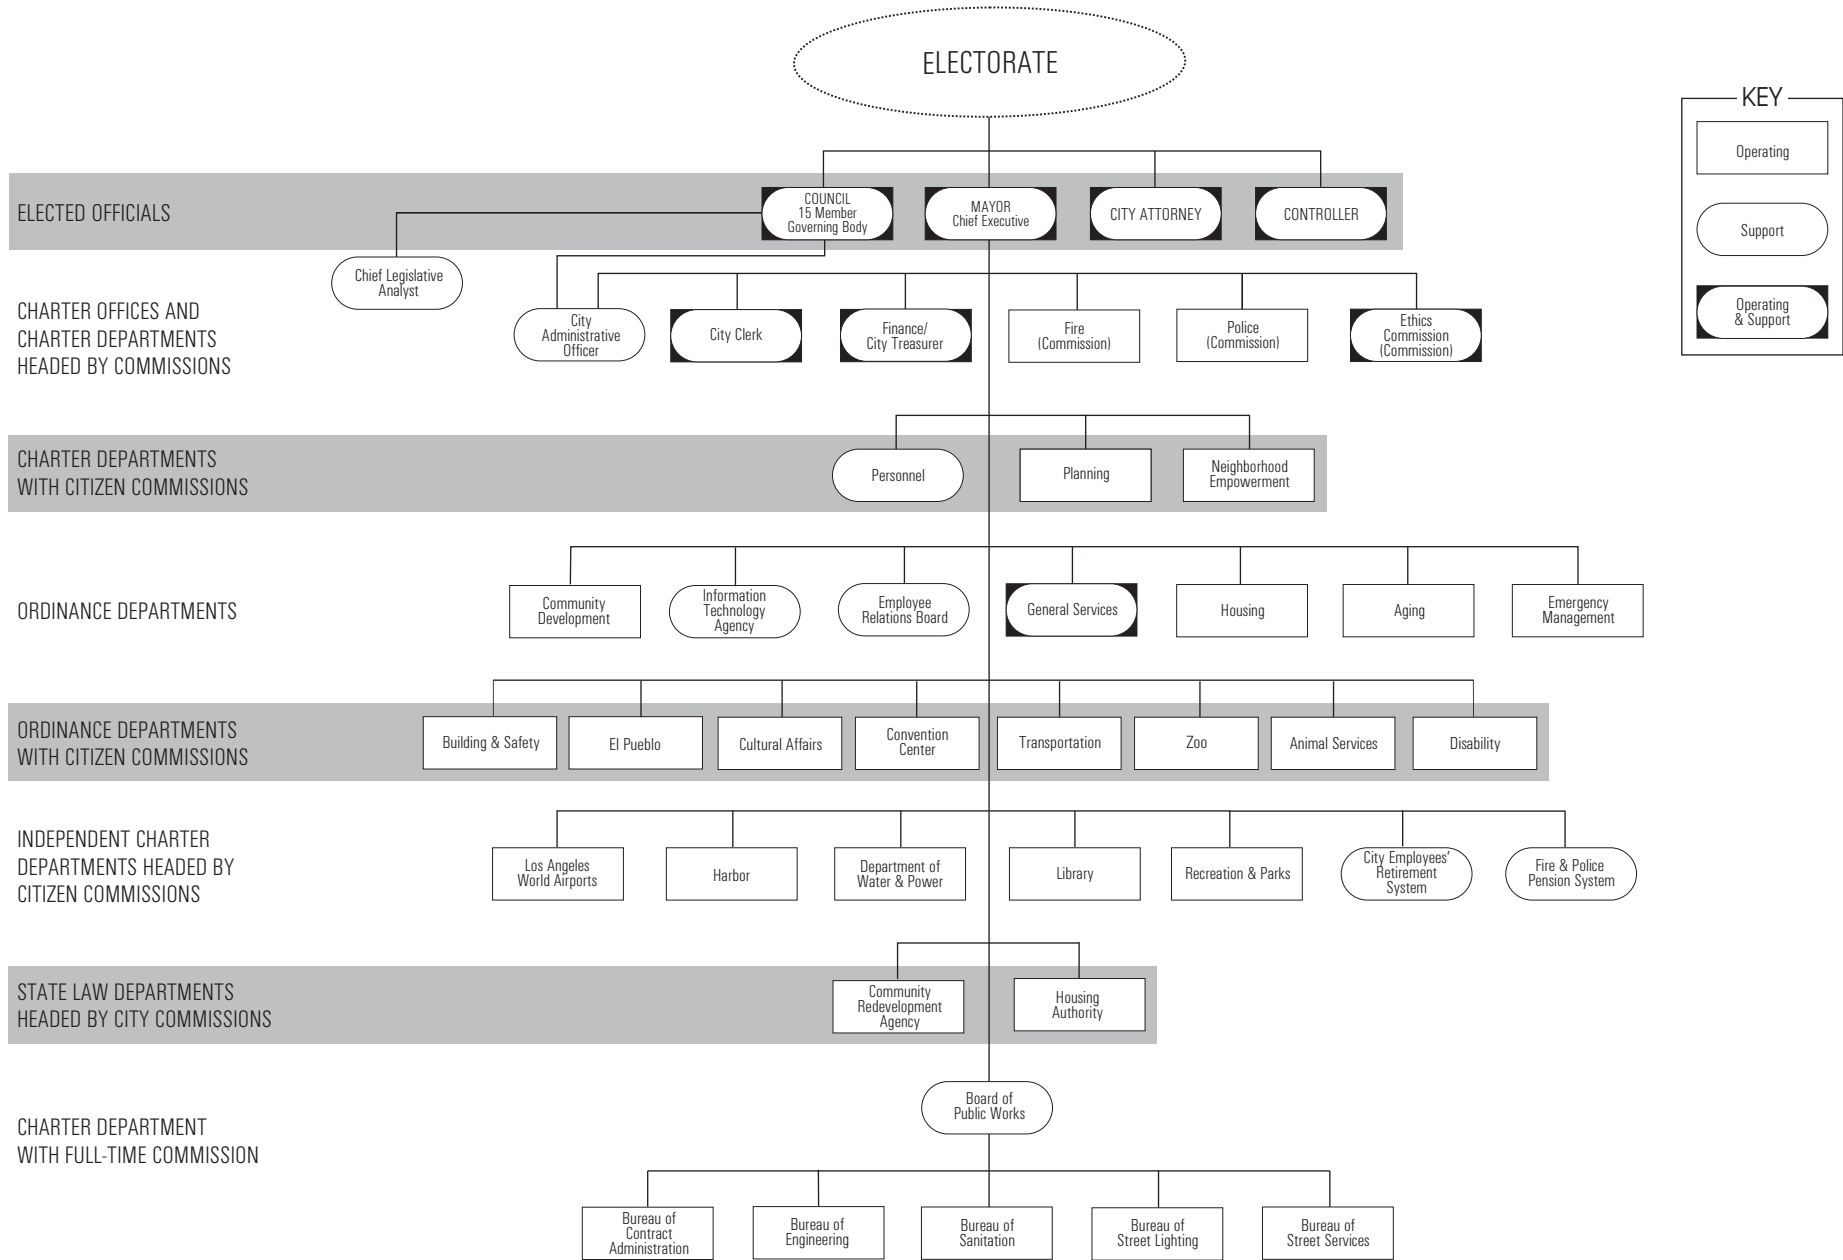 ELECTORATE
KEY
Operating
Support
Operating
& Support
ELECTED OFFICIALS
COUNCIL
15 Member
Governing Body
MAYOR
Chief Executive
CITY ATTORNEY
CONTROLLER
Chief Legislative
Analyst
CHARTER OFFICES AND
CHARTER DEPARTMENTS
HEADED BY COMMISSIONS
City
Administrative
Officer
City Clerk
Finance/
City Treasurer
Fire
(Commission)
Police
(Commission)
Ethics
Commission
(Commission)
CHARTER DEPARTMENTS
WITH CITIZEN COMMISSIONS
Personnel
Planning
Neighborhood
Empowerment
ORDINANCE DEPARTMENTS
Community
Development
Information
Technology
Agency
Employee
Relations Board
General Services
Housing
Aging
Emergency
Management
ORDINANCE DEPARTMENTS
WITH CITIZEN COMMISSIONS
Building & Safety
El Pueblo
Cultural Affairs
Convention
Center
Transportation
Zoo
Animal Services
Disability
INDEPENDENT CHARTER
DEPARTMENTS HEADED BY
CITIZEN COMMISSIONS
Los Angeles
World Airports
Harbor
Department of
Water & Power
Library
Recreation & Parks
City Employees'
Retirement
System
Fire & Police
Pension System
STATE LAW DEPARTMENTS
HEADED BY CITY COMMISSIONS
Community
Redevelopment
Agency
Housing
Authority
CHARTER DEPARTMENT
WITH FULL-TIME COMMISSION
Board of
Public Works
Bureau of
Contract
Administration
Bureau of
Engineering
Bureau of
Sanitation
Bureau of
Street Lighting
Bureau of
Street Services